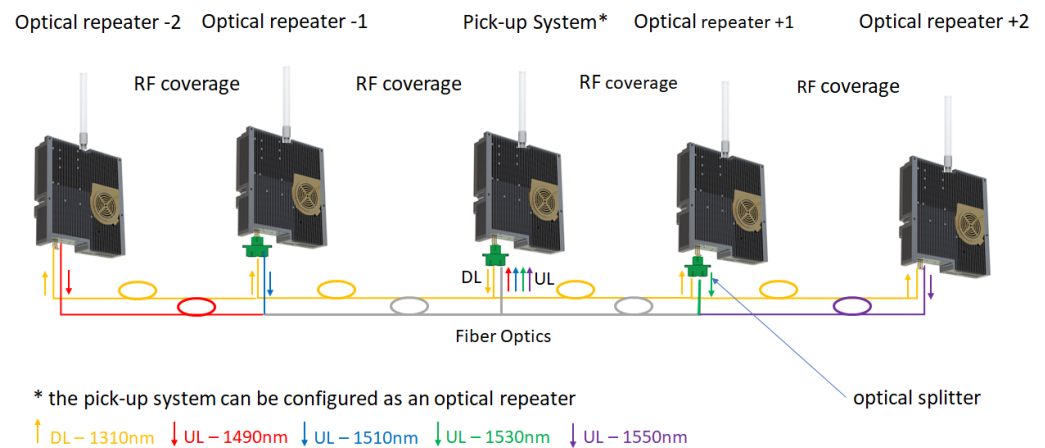 Optical repeater -2
Optical repeater -1
Pick-up System*
Optical repeater +1
Optical repeater +2
RF coverage
RF coverage
RF coverage
RF coverage
DL
UL
Fiber Optics
* the pick-up system can be configured as an optical repeater
optical splitter
DL – 1310nm
UL – 1490nm
UL – 1510nm
UL – 1530nm
UL – 1550nm